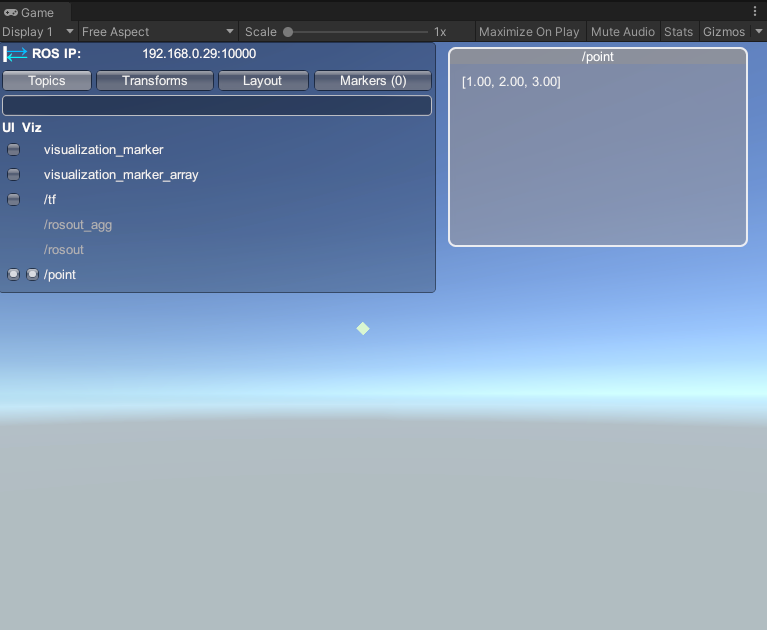 Game
Display 1 Free Aspect Scale 1x Maximize On Play Mute Audio Stats Gizmos
ROS IP: 192.168.0.29:10000
Topics Transforms Layout Markers (0)
UI Viz
visualization_marker
visualization_marker_array
/tf
/rosout_agg
/rosout
/point
/point
[1.00, 2.00, 3.00]